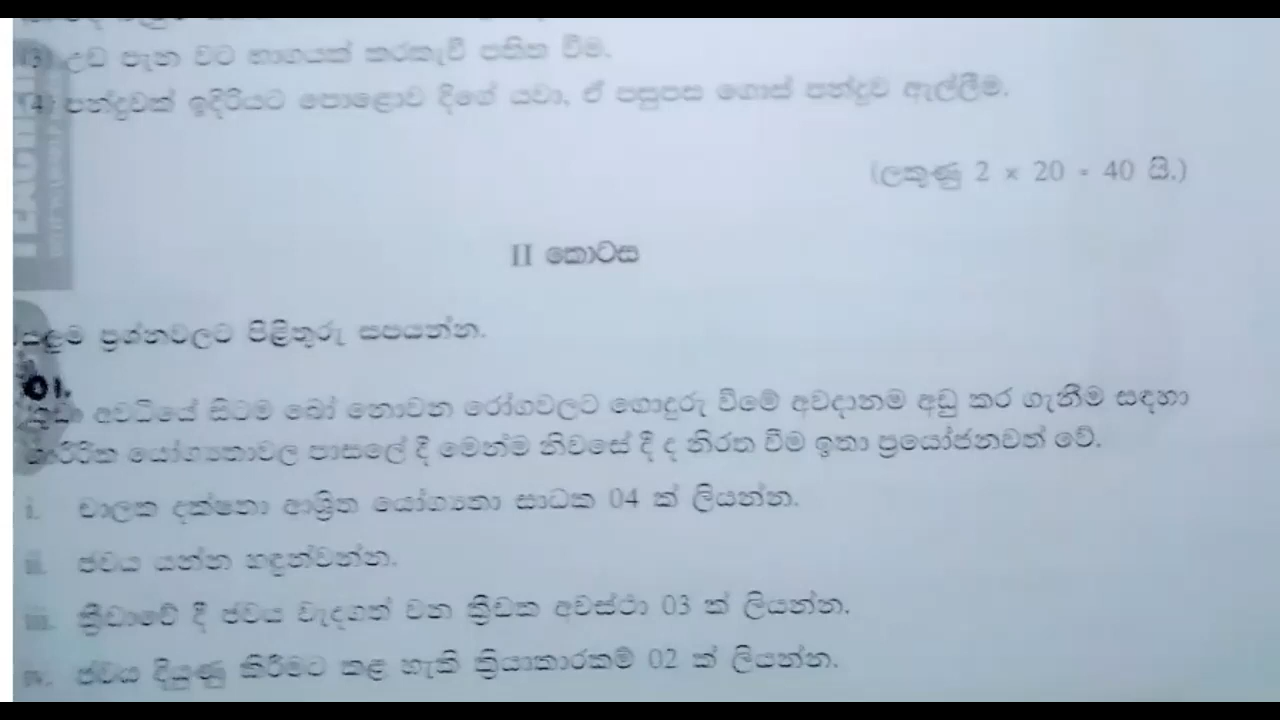 (3) උඩ පැන වට භාගයක් කරකැවී පතිත වීම.
(4) පන්දුවක් ඉදිරියට පොළොව දිගේ යවා, ඒ පසුපස ගොස් පන්දුව ඇල්ලීම.
(ලකුණු 2 × 20 = 40 යි.)
II කොටස
පළමු ප්‍රශ්නවලට පිළිතුරු සපයන්න.
01.
කුඩා අවධියේ සිටම බෝ නොවන රෝගවලට ගොදුරු වීමේ අවදානම අඩු කර ගැනීම සඳහා
ශාරීරික යෝග්‍යතාවල පාසලේ දී මෙන්ම නිවසේ දී ද නිරත වීම ඉතා ප්‍රයෝජනවත් වේ.
i. චාලක දක්ෂතා ආශ්‍රිත යෝග්‍යතා සාධක 04 ක් ලියන්න.
ii. ජවය යන්න හඳුන්වන්න.
iii. ක්‍රීඩාවේ දී ජවය වැදගත් වන ක්‍රීඩක අවස්ථා 03 ක් ලියන්න.
iv. ජවය දියුණු කිරීමට කළ හැකි ක්‍රියාකාරකම් 02 ක් ලියන්න.